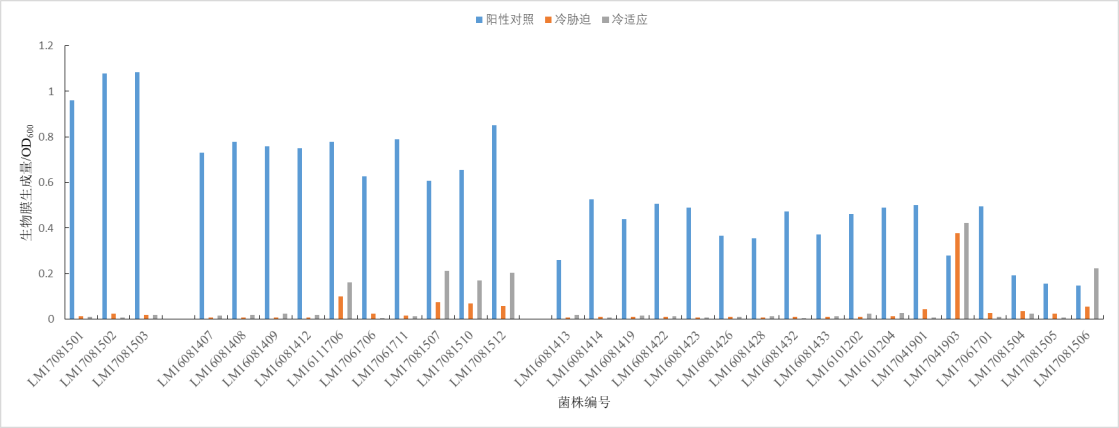 阳性对照 冷胁迫 冷适应
1.2
1
0.8
0.6
0.4
0.2
0
生物膜生成量/OD600
LM17081501
LM17081502
LM17081503
LM16081407
LM16081408
LM16081409
LM16081412
LM16111706
LM17061706
LM17061711
LM17081507
LM17081510
LM17081512
LM16081413
LM16081414
LM16081419
LM16081422
LM16081423
LM16081426
LM16081428
LM16081432
LM16081433
LM16101202
LM16101204
LM17041901
LM17041903
LM17061701
LM17081504
LM17081505
LM17081506
菌株编号